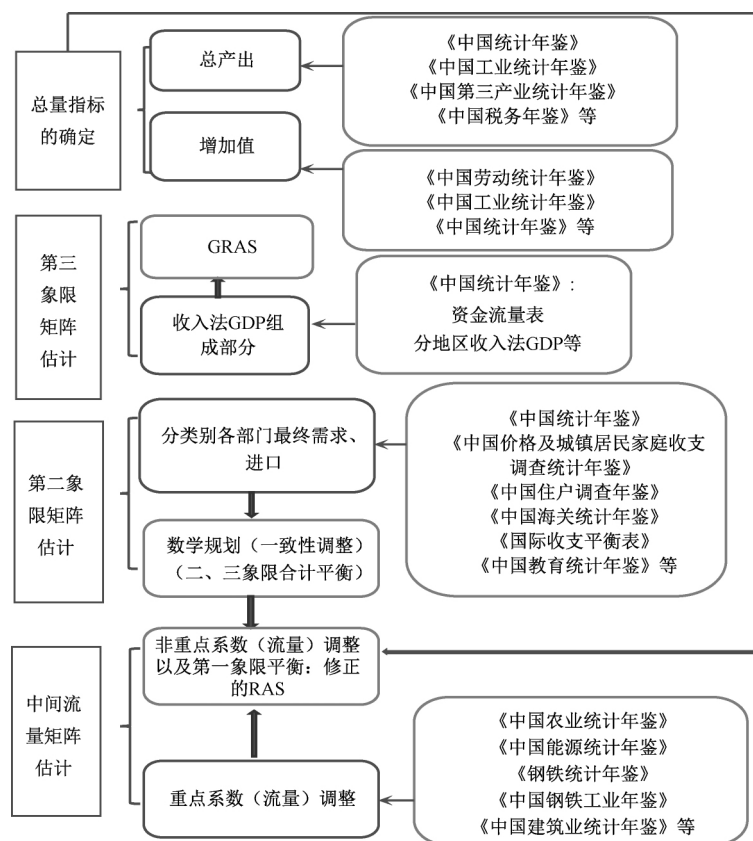 总量指标
的确定
总产出
增加值
《中国统计年鉴》
《中国工业统计年鉴》
《中国第三产业统计年鉴》
《中国税务年鉴》等
《中国劳动统计年鉴》
《中国工业统计年鉴》
《中国统计年鉴》等
第三
象限
矩阵
估计
GRAS
收入法GDP组
成部分
《中国统计年鉴》:
资金流量表
分地区收入法GDP等
第二象
限矩阵
估计
分类别各部门最终需求、
进口
数学规划（一致性调整）
（二、三象限合计平衡）
《中国统计年鉴》
《中国价格及城镇居民家庭收支
调查统计年鉴》
《中国住户调查年鉴》
《中国海关统计年鉴》
《国际收支平衡表》
《中国教育统计年鉴》等
中间流
量矩阵
估计
非重点系数（流量）调整
以及第一象限平衡：修正
的RAS
重点系数（流量）调整
《中国农业统计年鉴》
《中国能源统计年鉴》
《钢铁统计年鉴》
《中国钢铁工业年鉴》
《中国建筑业统计年鉴》等